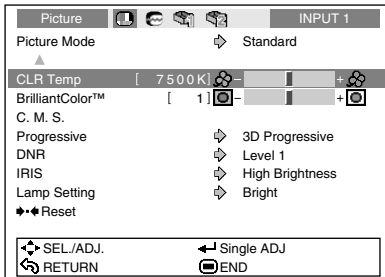 Picture INPUT 1
Picture Mode Standard
CLR Temp [ 7500K] - +
BrilliantColor™ [ 1] - +
C. M. S.
Progressive 3D Progressive
DNR Level 1
IRIS High Brightness
Lamp Setting Bright
Reset
SEL./ADJ. Single ADJ
RETURN END